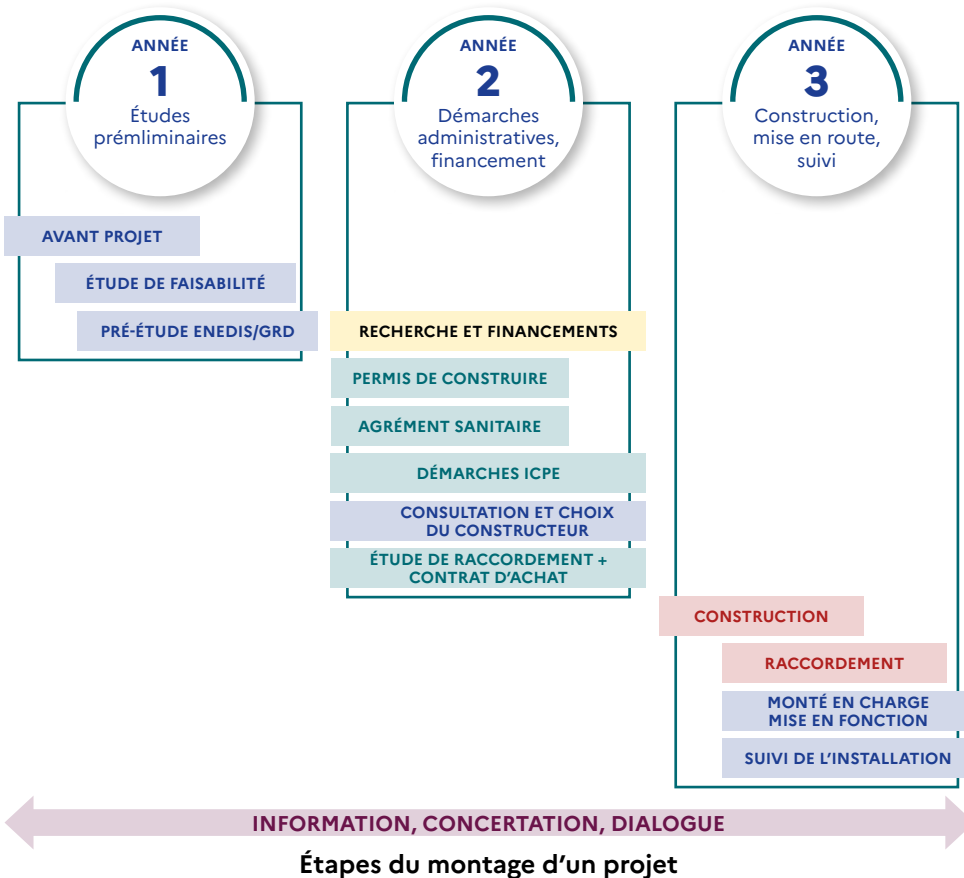 ANNÉE
1
Études
prémliminaires
AVANT PROJET
ÉTUDE DE FAISABILITÉ
PRÉ-ÉTUDE ENEDIS/GRD
ANNÉE
2
Démarches
administratives,
financement
RECHERCHE ET FINANCEMENTS
PERMIS DE CONSTRUIRE
AGRÉMENT SANITAIRE
DÉMARCHES ICPE
CONSULTATION ET CHOIX
DU CONSTRUCTEUR
ÉTUDE DE RACCORDEMENT +
CONTRAT D'ACHAT
ANNÉE
3
Construction,
mise en route,
suivi
CONSTRUCTION
RACCORDEMENT
MONTÉ EN CHARGE
MISE EN FONCTION
SUIVI DE L'INSTALLATION
INFORMATION, CONCERTATION, DIALOGUE
Étapes du montage d'un projet